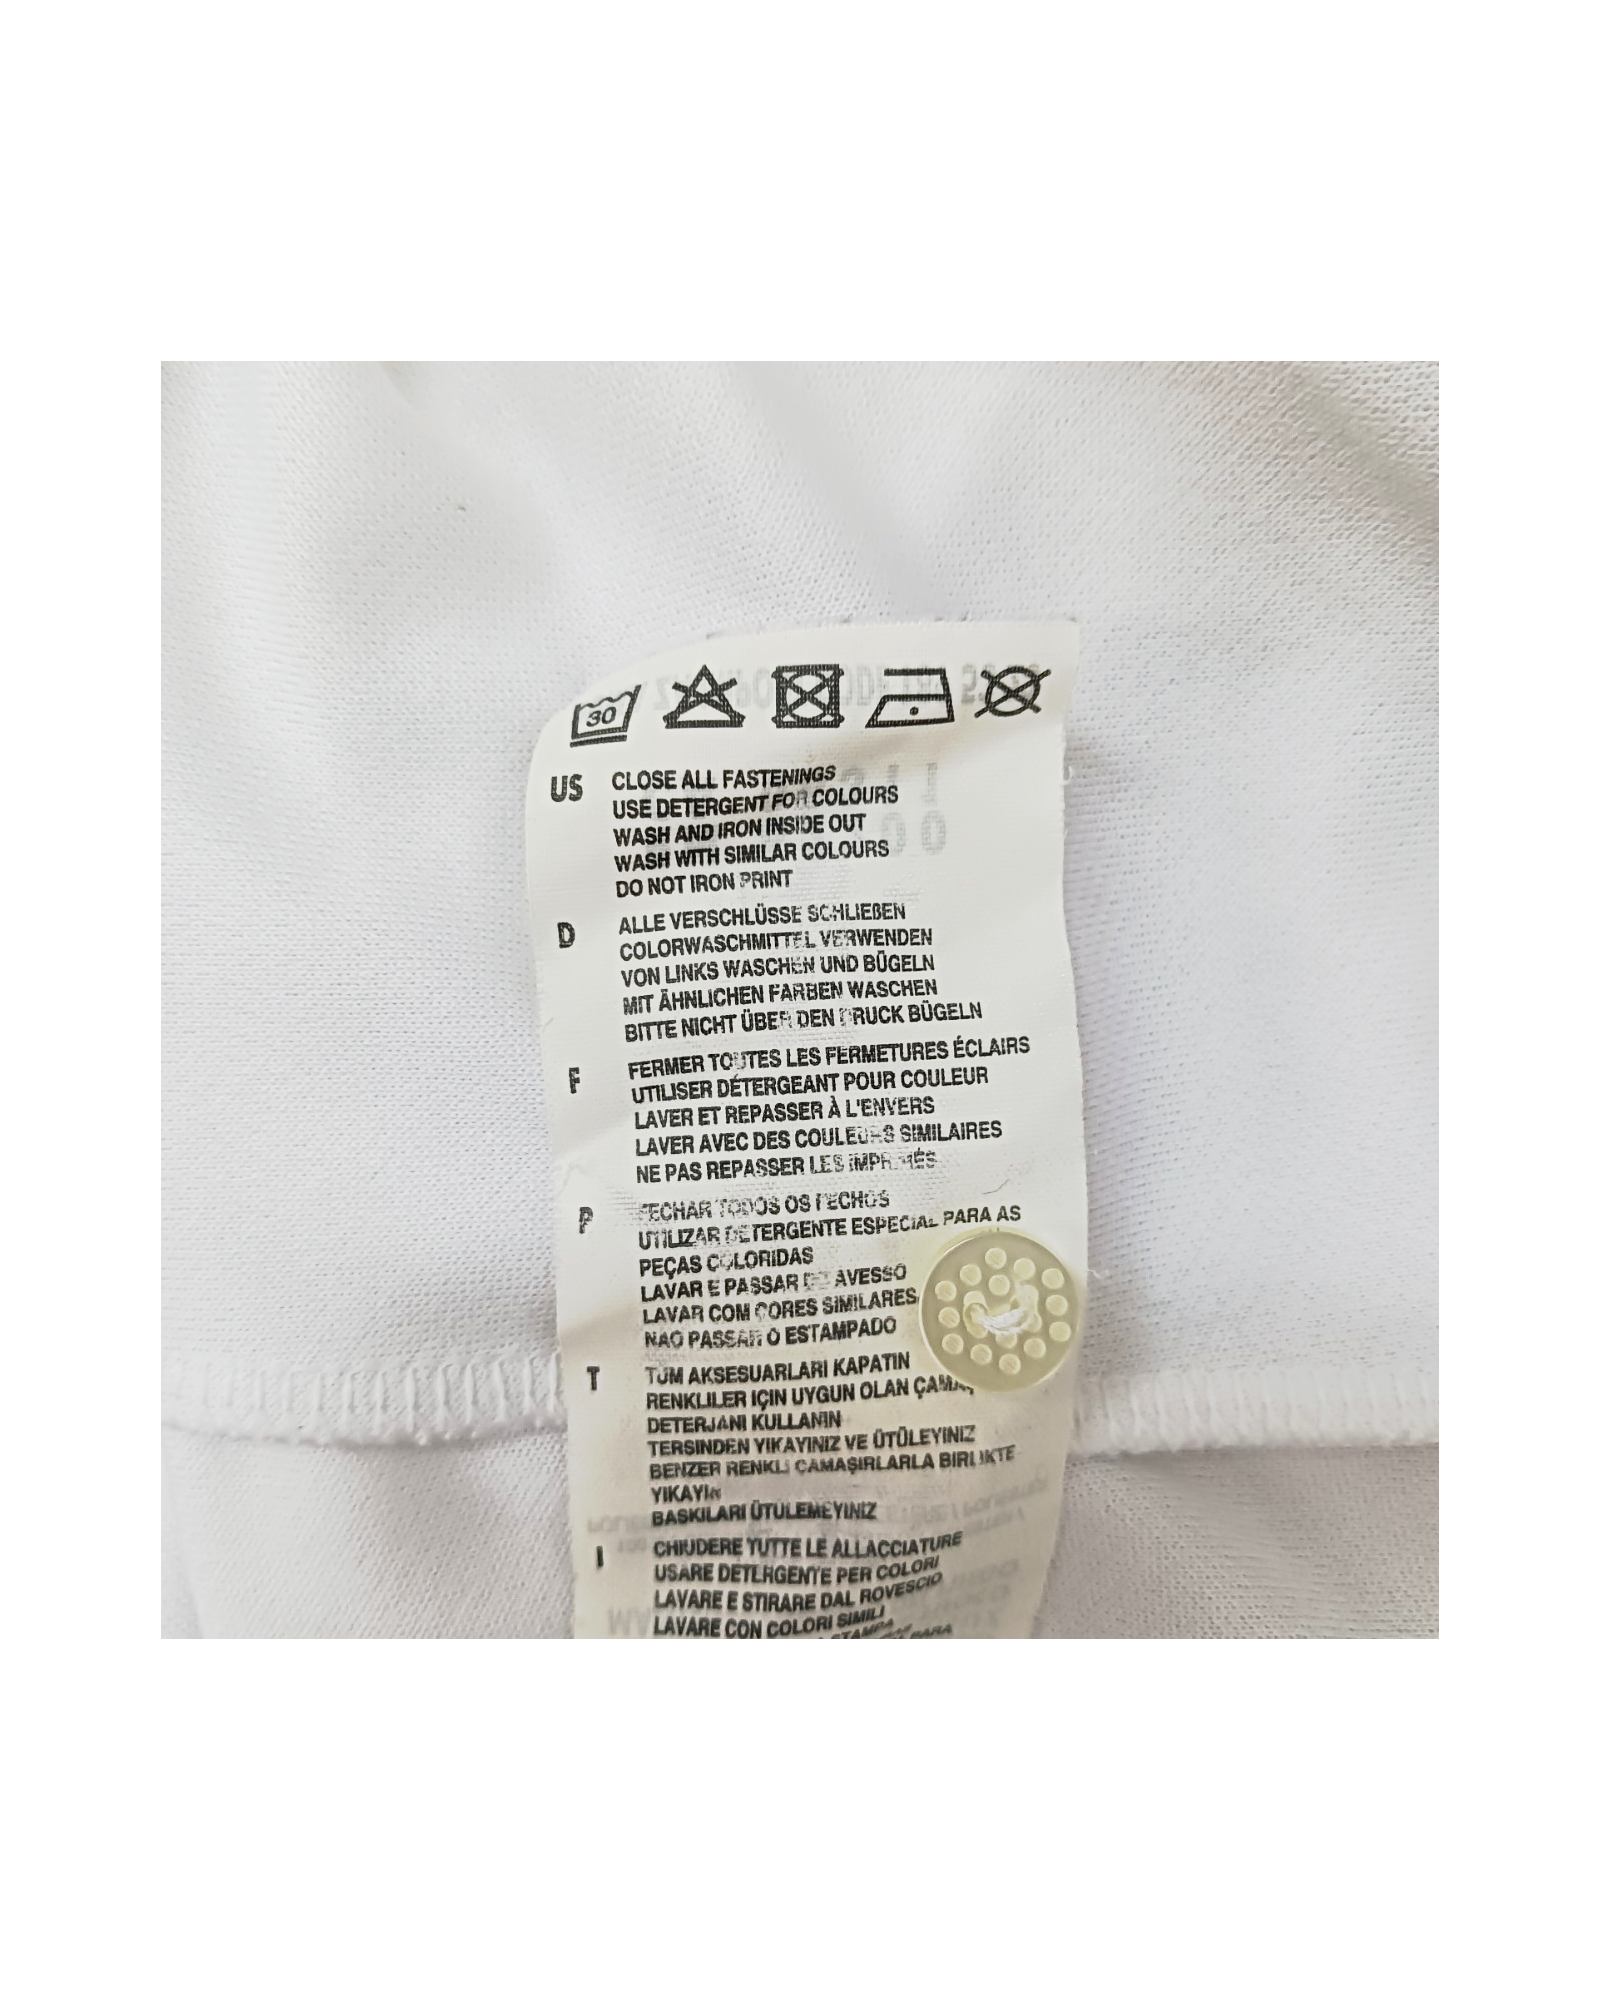 30
US CLOSE ALL FASTENINGS
USE DETERGENT FOR COLOURS
WASH AND IRON INSIDE OUT
WASH WITH SIMILAR COLOURS
DO NOT IRON PRINT
D ALLE VERSCHLÜSSE SCHLIEßEN
COLORWASCHMITTEL VERWENDEN
VON LINKS WASCHEN UND BÜGELN
MIT ÄHNLICHEN FARBEN WASCHEN
BITTE NICHT ÜBER DEN DRUCK BÜGELN
F FERMER TOUTES LES FERMETURES ÉCLAIRS
UTILISER DÉTERGEANT POUR COULEUR
LAVER ET REPASSER À L'ENVERS
LAVER AVEC DES COULEURS SIMILAIRES
NE PAS REPASSER LES IMPRIMÉS
P FECHAR TODOS OS FECHOS
UTILIZAR DETERGENTE ESPECIAL PARA AS
PEÇAS COLORIDAS
LAVAR E PASSAR DO AVESSO
LAVAR COM CORES SIMILARES
NAO PASSAR O ESTAMPADO
T TÜM AKSESUARLARI KAPATIN
RENKLILER IÇIN UYGUN OLAN
DETERJANI KULLANIN
TERSINDEN YIKAYINIZ VE ÜTÜLEYINIZ
BENZER RENKLI ÇAMAŞIRLARLA BIRLIKTE
YIKAYIN
BASKILARI ÜTULEMEYINIZ
I CHIUDERE TUTTE LE ALLACCIATURE
USARE DETERGENTE PER COLORI
LAVARE E STIRARE DAL ROVESCIO
LAVARE CON COLORI SIMILI
STAMPA
PARA